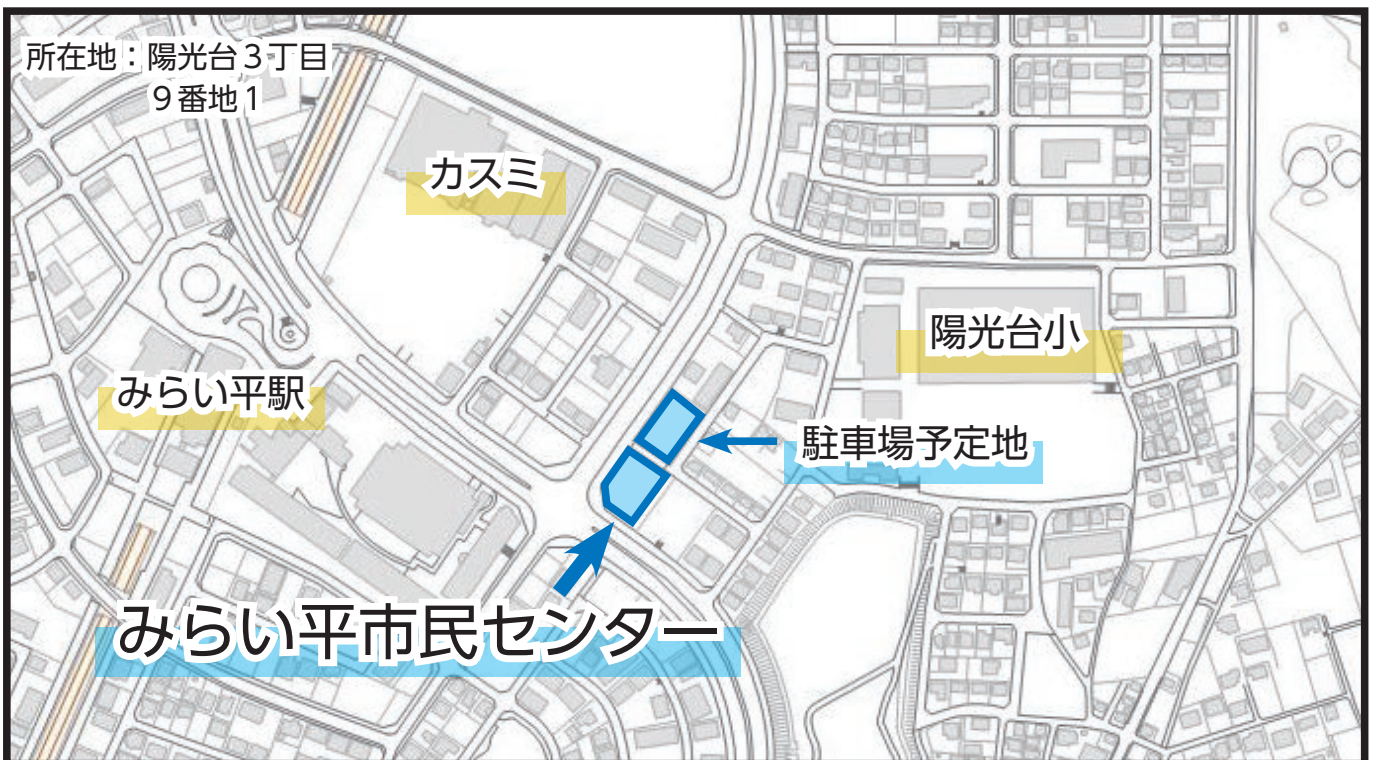 所在地：陽光台３丁目
９番地１
カスミ
陽光台小
みらい平駅
駐車場予定地
みらい平市民センター